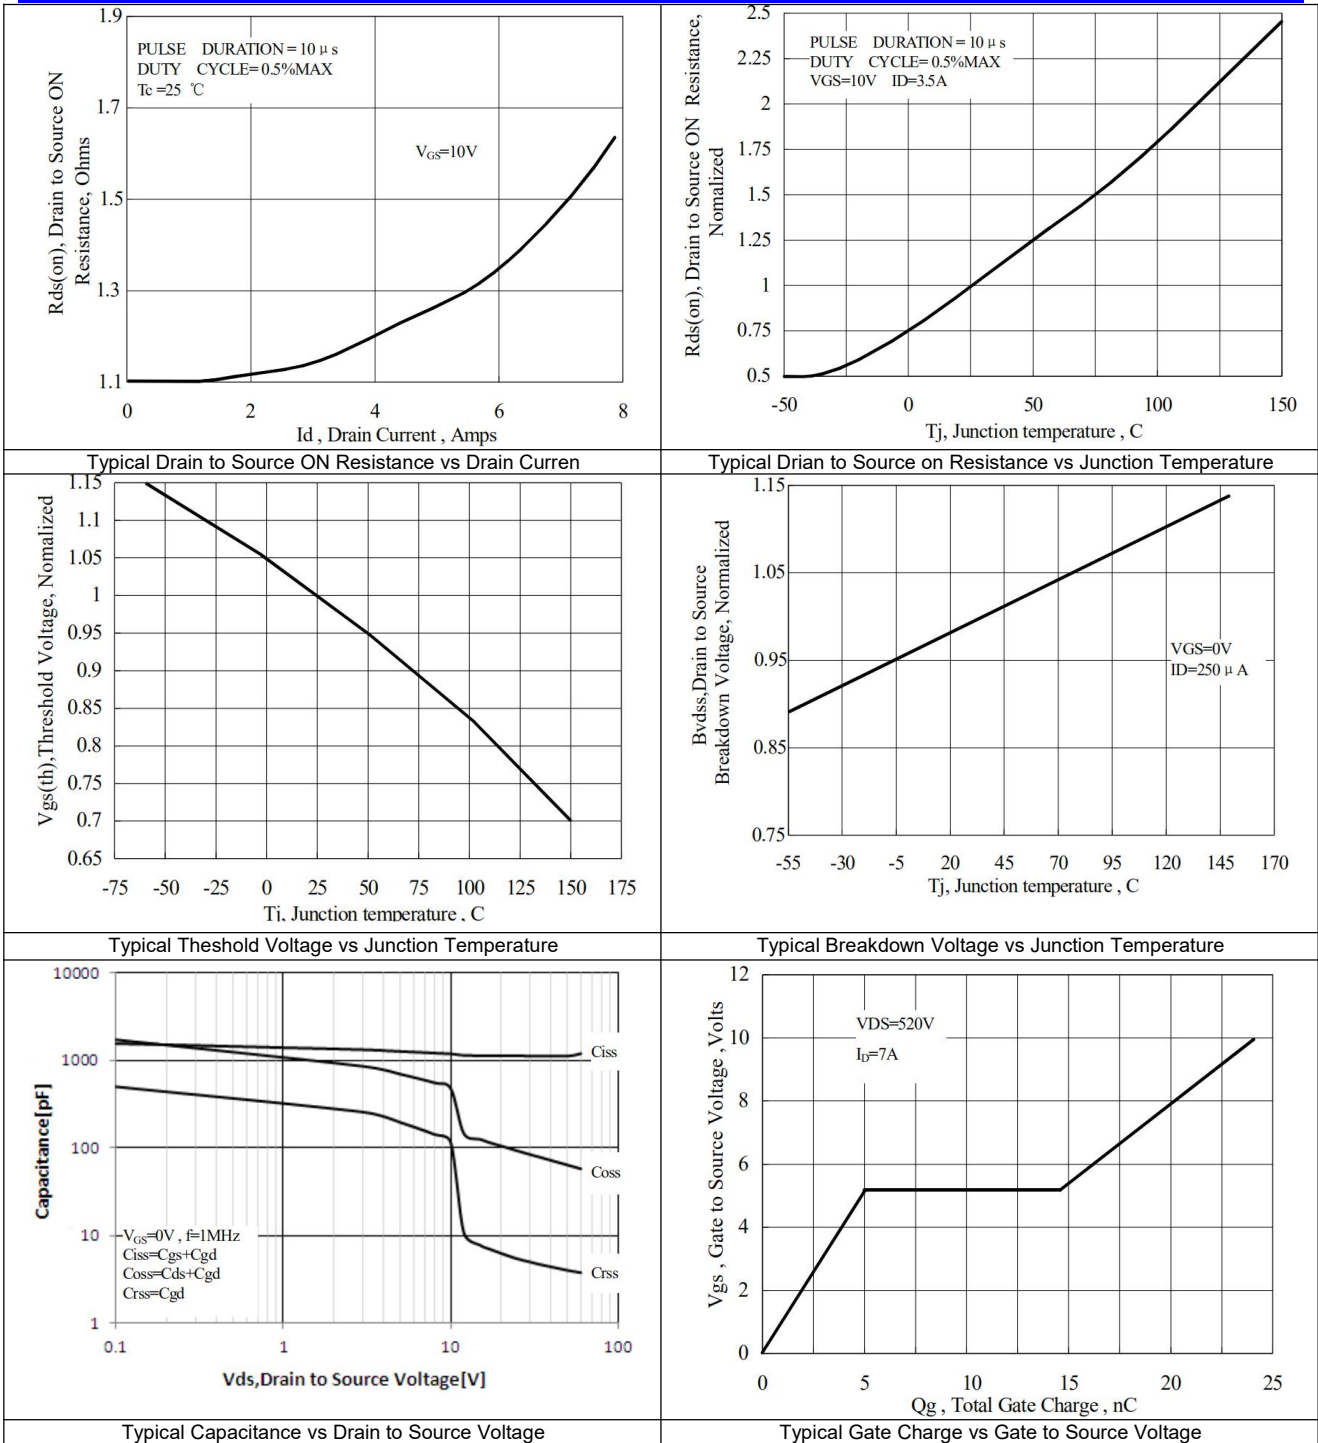 1.9
PULSE DURATION = 10 μ s
DUTY CYCLE= 0.5%MAX
Tc =25 ℃
1.7
VGS=10V
1.5
1.3
1.1
0 2 4 6 8
Rds(on), Drain to Source ON
Resistance, Ohms
Id , Drain Current , Amps
Typical Drain to Source ON Resistance vs Drain Curren
2.5
PULSE DURATION = 10 μ s
DUTY CYCLE= 0.5%MAX
VGS=10V ID=3.5A
2.25
2
1.75
1.5
1.25
1
0.75
0.5
-50 0 50 100 150
Rds(on), Drain to Source ON Resistance,
Nomalized
Tj, Junction temperature , C
Typical Drian to Source on Resistance vs Junction Temperature
1.15
1.1
1.05
1
0.95
0.9
0.85
0.8
0.75
0.7
0.65
-75 -50 -25 0 25 50 75 100 125 150 175
Vgs(th),Threshold Voltage, Nomalized
Tj, Junction temperature , C
Typical Theshold Voltage vs Junction Temperature
1.15
1.05
0.95
0.85
0.75
VGS=0V
ID=250 μ A
-55 -30 -5 20 45 70 95 120 145 170
Bvdss,Drain to Source
Breakdown Voltage, Normalized
Tj, Junction temperature , C
Typical Breakdown Voltage vs Junction Temperature
10000
1000
100
10
1
Ciss
Coss
Crss
VGS=0V , f=1MHz
Ciss=Cgs+Cgd
Coss=Cds+Cgd
Crss=Cgd
0.1 1 10 100
Capacitance[pF]
Vds,Drain to Source Voltage[V]
Typical Capacitance vs Drain to Source Voltage
12
10
8
6
4
2
0
VDS=520V
ID=7A
0 5 10 15 20 25
Vgs , Gate to Source Voltage ,Volts
Qg , Total Gate Charge , nC
Typical Gate Charge vs Gate to Source Voltage